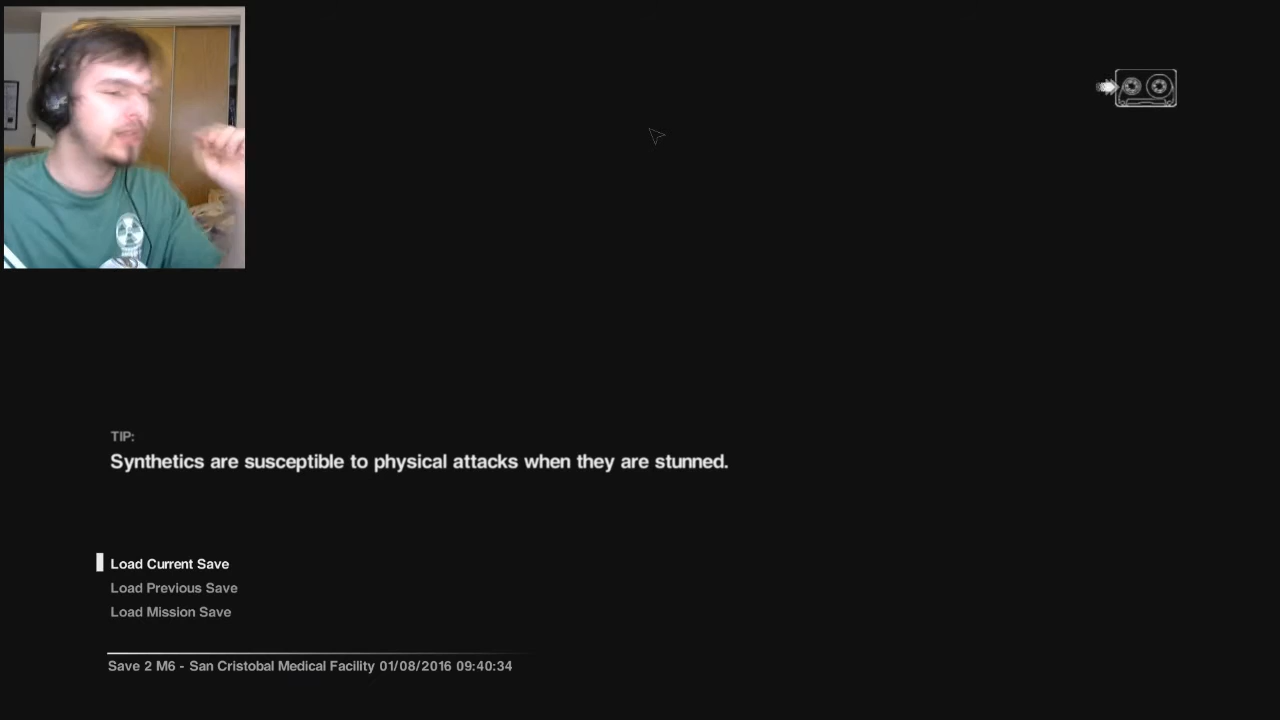 TIP:
Synthetics are susceptible to physical attacks when they are stunned.
Load Current Save
Load Previous Save
Load Mission Save
Save 2 M6 - San Cristobal Medical Facility 01/08/2016 09:40:34